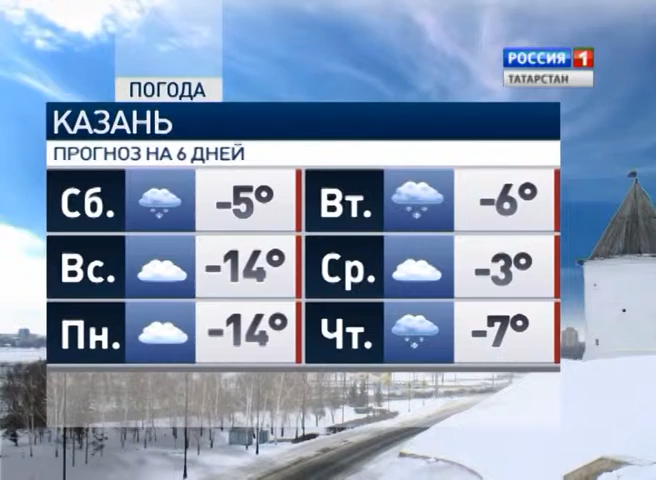 РОССИЯ 1
ТАТАРСТАН
ПОГОДА
КАЗАНЬ
ПРОГНОЗ НА 6 ДНЕЙ
Сб. -5°
Вс. -14°
Пн. -14°
Вт. -6°
Ср. -3°
Чт. -7°